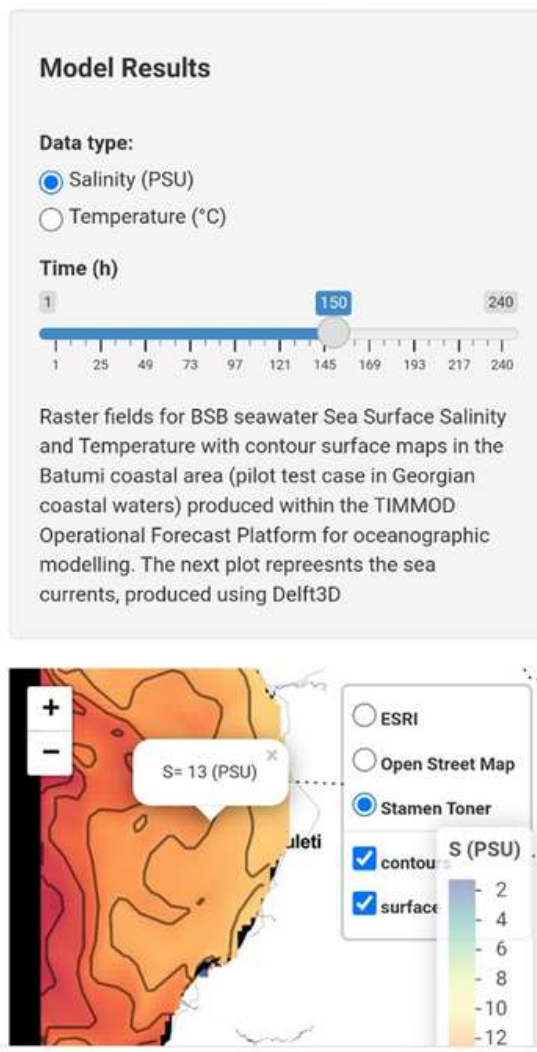 Model Results
Data type:
Salinity (PSU)
Temperature (°C)
Time (h)
1 150 240
1 25 49 73 97 121 145 169 193 217 240
Raster fields for BSB seawater Sea Surface Salinity
and Temperature with contour surface maps in the
Batumi coastal area (pilot test case in Georgian
coastal waters) produced within the TIMMOD
Operational Forecast Platform for oceanographic
modelling. The next plot repreesnts the sea
currents, produced using Delft3D
+
−
S= 13 (PSU)
×
uleti
ESRI
Open Street Map
Stamen Toner
contours
surface
S (PSU)
2
4
6
8
10
12